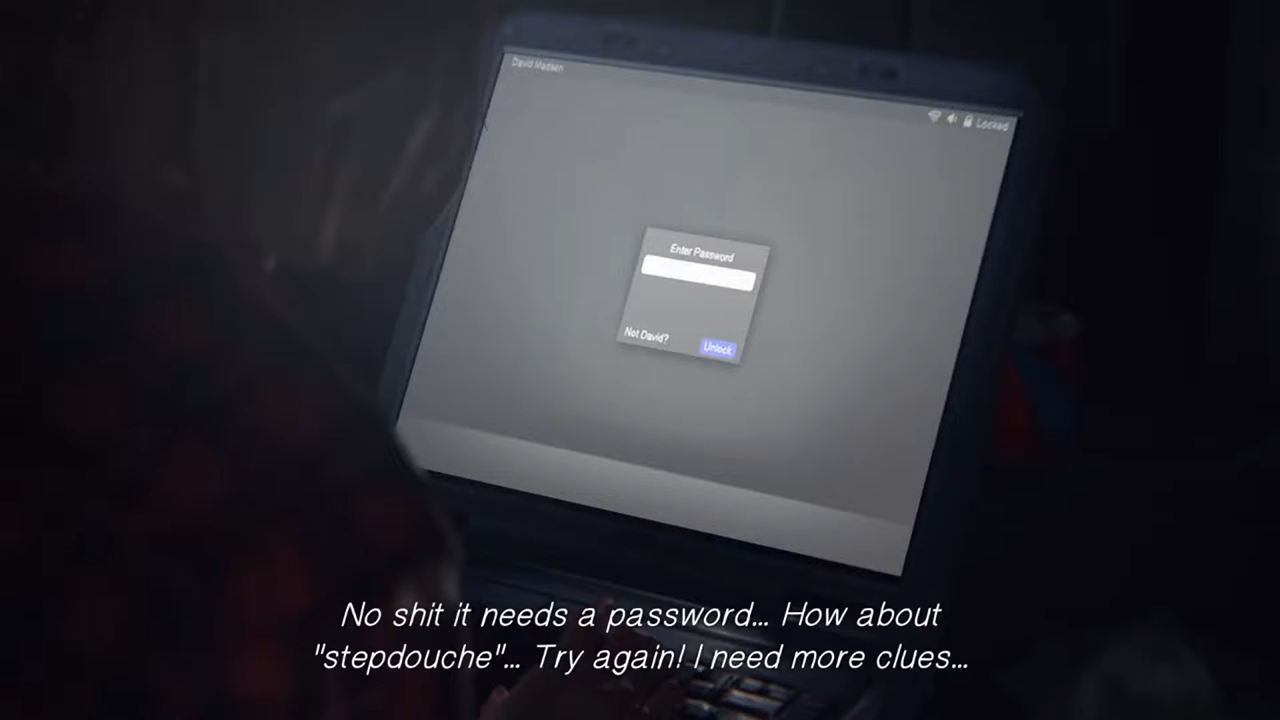 David Madsen
Locked
Enter Password
Not David?
Unlock
No shit it needs a password... How about
"stepdouche"... Try again! I need more clues...